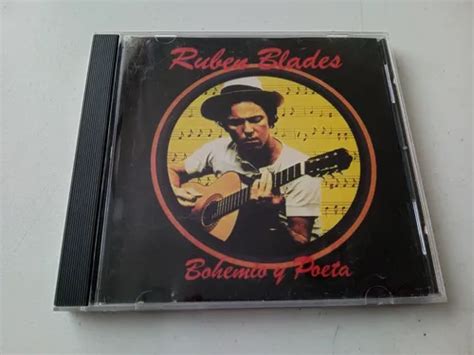 Ruben Blades
Bohemio y Poeta